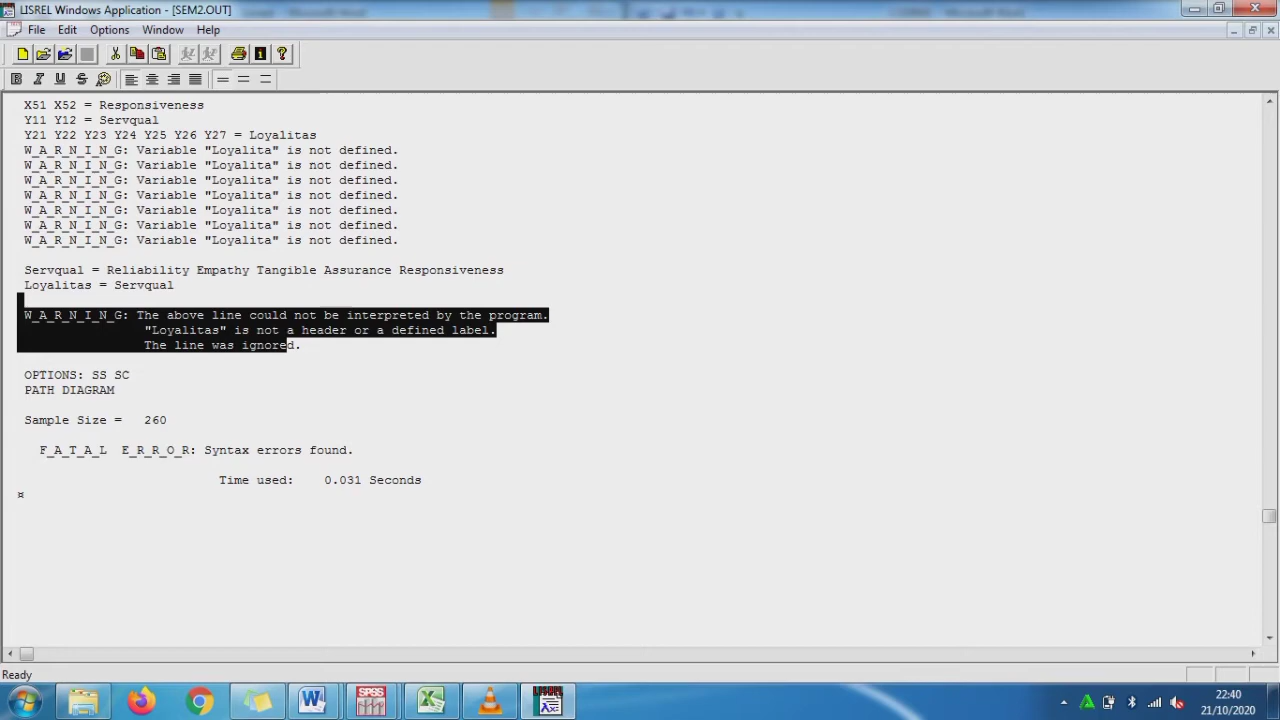 LISREL Windows Application - [SEM2.OUT]
File Edit Options Window Help
X51 X52 = Responsiveness
Y11 Y12 = Servqual
Y21 Y22 Y23 Y24 Y25 Y26 Y27 = Loyalitas
W_A_R_N_I_N_G: Variable "Loyalita" is not defined.
W_A_R_N_I_N_G: Variable "Loyalita" is not defined.
W_A_R_N_I_N_G: Variable "Loyalita" is not defined.
W_A_R_N_I_N_G: Variable "Loyalita" is not defined.
W_A_R_N_I_N_G: Variable "Loyalita" is not defined.
W_A_R_N_I_N_G: Variable "Loyalita" is not defined.
W_A_R_N_I_N_G: Variable "Loyalita" is not defined.
Servqual = Reliability Empathy Tangible Assurance Responsiveness
Loyalitas = Servqual
W_A_R_N_I_N_G: The above line could not be interpreted by the program.
"Loyalitas" is not a header or a defined label.
The line was ignored.
OPTIONS: SS SC
PATH DIAGRAM
Sample Size = 260
F_A_T_A_L E_R_R_O_R: Syntax errors found.
Time used: 0.031 Seconds
Ready
22:40
21/10/2020